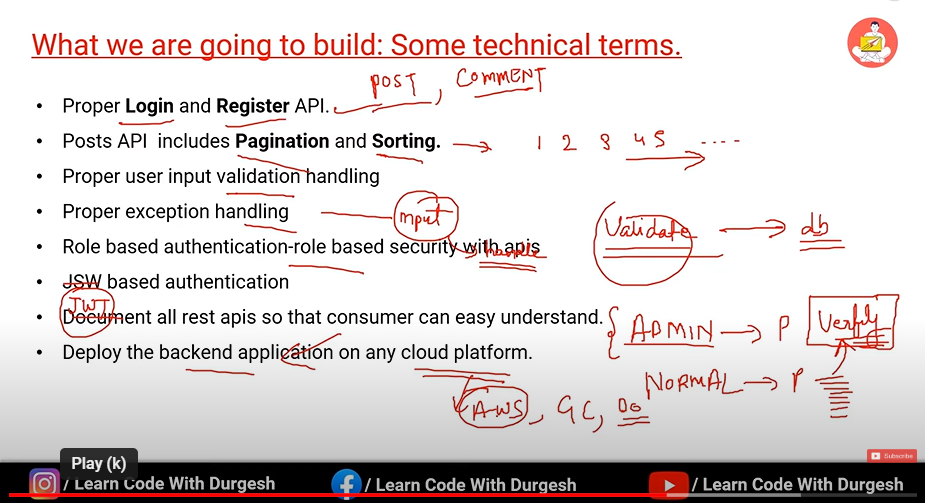 What we are going to build: Some technical terms.
POST, COMMENT
• Proper Login and Register API.
• Posts API includes Pagination and Sorting. → 1 2 3 4 5 ....
• Proper user input validation handling
• Proper exception handling
Input
Validate → db
• Role based authentication-role based security with apis
handle
• JSW based authentication
JWT
• Document all rest apis so that consumer can easy understand.
{ ADMIN → P Verify
• Deploy the backend application on any cloud platform.
NORMAL → P
AWS, GC, DO
Subscribe
Play (k)
/ Learn Code With Durgesh
/ Learn Code With Durgesh
/ Learn Code With Durgesh